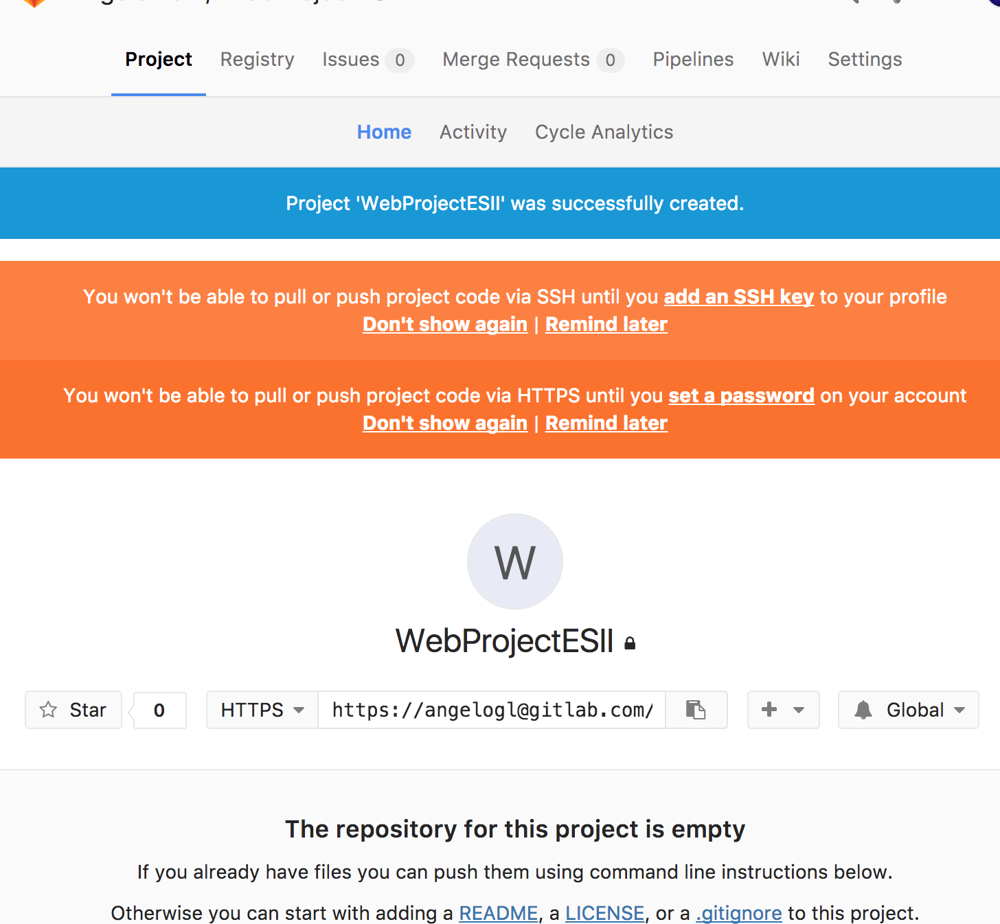 Project Registry Issues 0 Merge Requests 0 Pipelines Wiki Settings
Home Activity Cycle Analytics
Project 'WebProjectESII' was successfully created.
You won't be able to pull or push project code via SSH until you add an SSH key to your profile
Don't show again | Remind later
You won't be able to pull or push project code via HTTPS until you set a password on your account
Don't show again | Remind later
W
WebProjectESII
Star 0 HTTPS https://angelogl@gitlab.com/ Global
The repository for this project is empty
If you already have files you can push them using command line instructions below.
Otherwise you can start with adding a README, a LICENSE, or a .gitignore to this project.